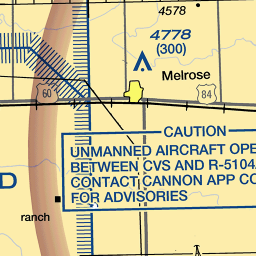 4578
4778
(300)
Melrose
60
84
CAUTION
UNMANNED AIRCRAFT OPE
BETWEEN CVS AND R-5104A
CONTACT CANNON APP CO
FOR ADVISORIES
D
ranch